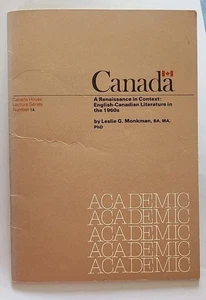 Canada
A Renaissance in Context:
English-Canadian Literature in
the 1960s
Canada House
Lecture Series
Number 14
by Leslie G. Monkman, BA, MA,
PhD
ACADEMIC
ACADEMIC
ACADEMIC
ACADEMIC
ACADEMIC